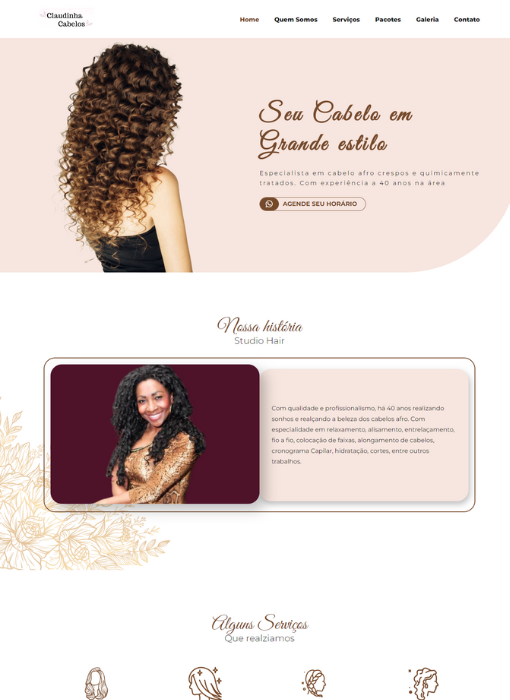 Claudinha
Cabelos
Home Quem Somos Serviços Pacotes Galeria Contato
Seu Cabelo em
Grande estilo
Especialista em cabelo afro crespos e quimicamente
tratados. Com experiência a 40 anos na área
AGENDE SEU HORÁRIO
Nossa história
Studio Hair
Com qualidade e profissionalismo, há 40 anos realizando
sonhos e realçando a beleza dos cabelos afro. Com
especialidade em relaxamento, alisamento, entrelaçamento,
fio a fio, colocação de faixas, alongamento de cabelos,
cronograma Capilar, hidratação, cortes, entre outros
trabalhos.
Alguns Serviços
Que realziamos